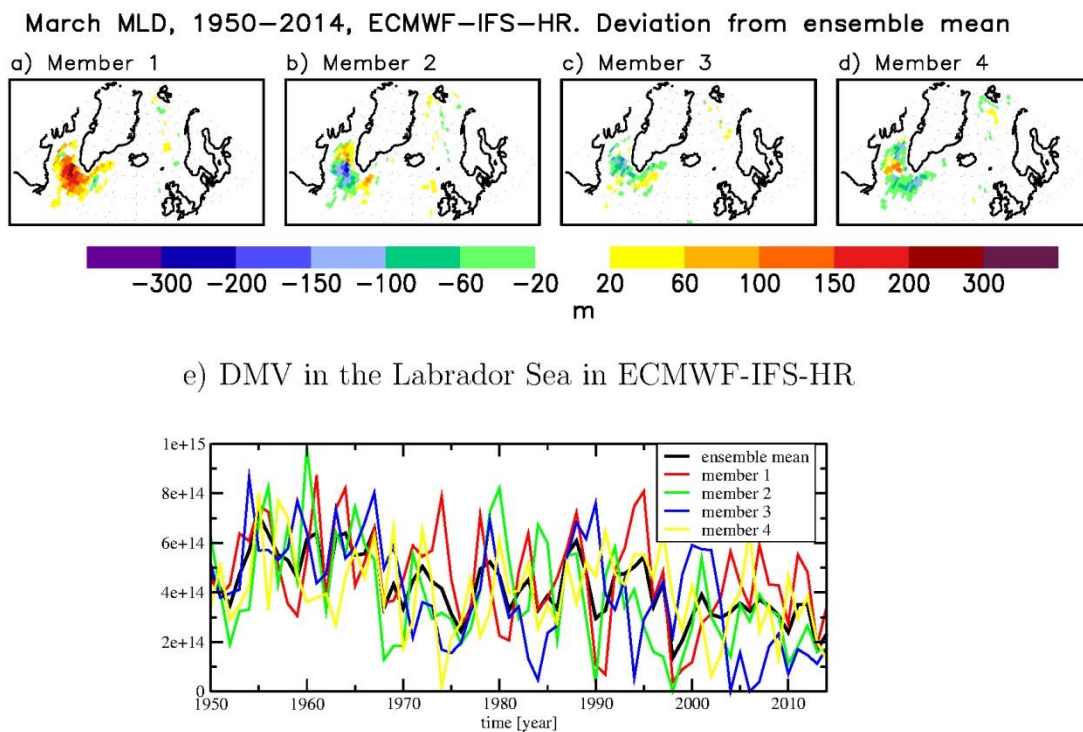 March MLD, 1950−2014, ECMWF−IFS−HR. Deviation from ensemble mean
a) Member 1 b) Member 2 c) Member 3 d) Member 4
−300 −200 −150 −100 −60 −20 20 60 100 150 200 300
m
e) DMV in the Labrador Sea in ECMWF-IFS-HR
1e+15
8e+14
6e+14
4e+14
2e+14
0
ensemble mean
member 1
member 2
member 3
member 4
1950 1960 1970 1980 1990 2000 2010
time [year]